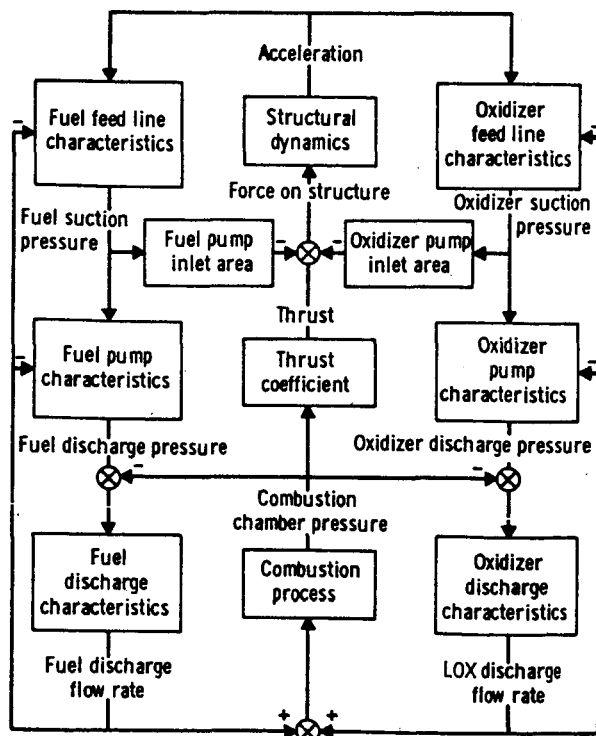 Acceleration
Fuel feed line
characteristics
Structural
dynamics
Oxidizer
feed line
characteristics
-
-
Force on structure
Fuel suction
pressure
Oxidizer suction
pressure
Fuel pump
inlet area
-
-
Oxidizer pump
inlet area
Thrust
Fuel pump
characteristics
Thrust
coefficient
Oxidizer
pump
characteristics
-
-
Fuel discharge pressure
Oxidizer discharge pressure
-
-
Combustion
chamber pressure
Fuel
discharge
characteristics
Combustion
process
Oxidizer
discharge
characteristics
Fuel discharge
flow rate
LOX discharge
flow rate
+
+